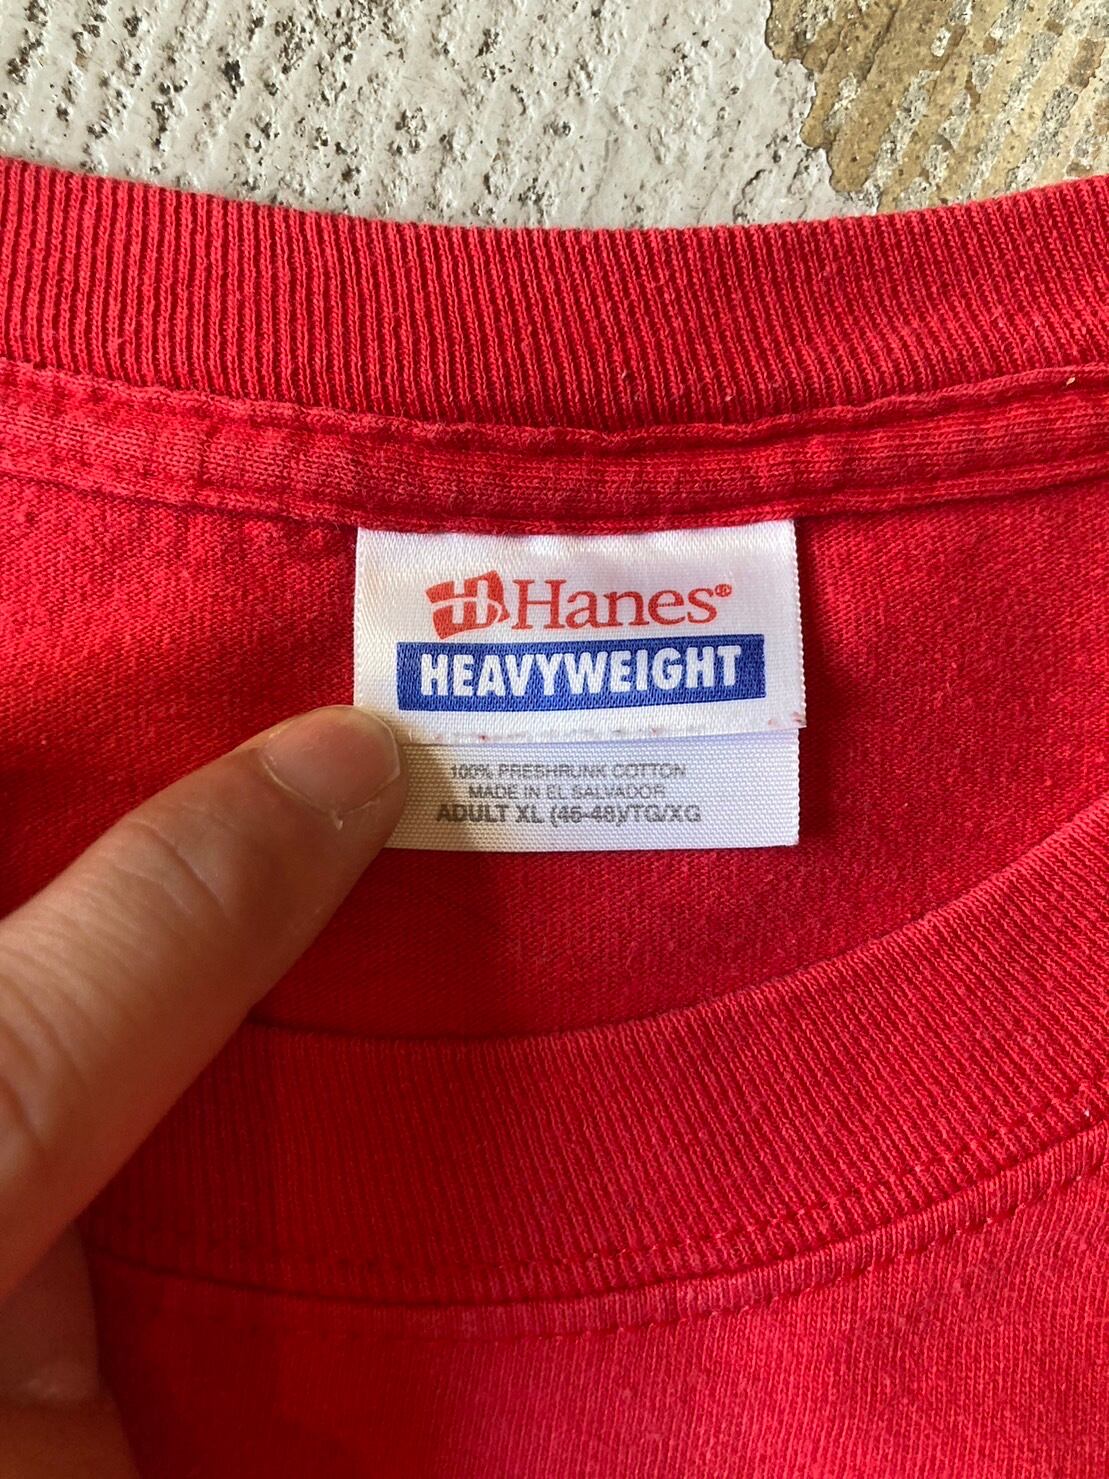 Hanes®
HEAVYWEIGHT
100% PRESHRUNK COTTON
MADE IN EL SALVADOR
ADULT XL (46-48)/TG/XG